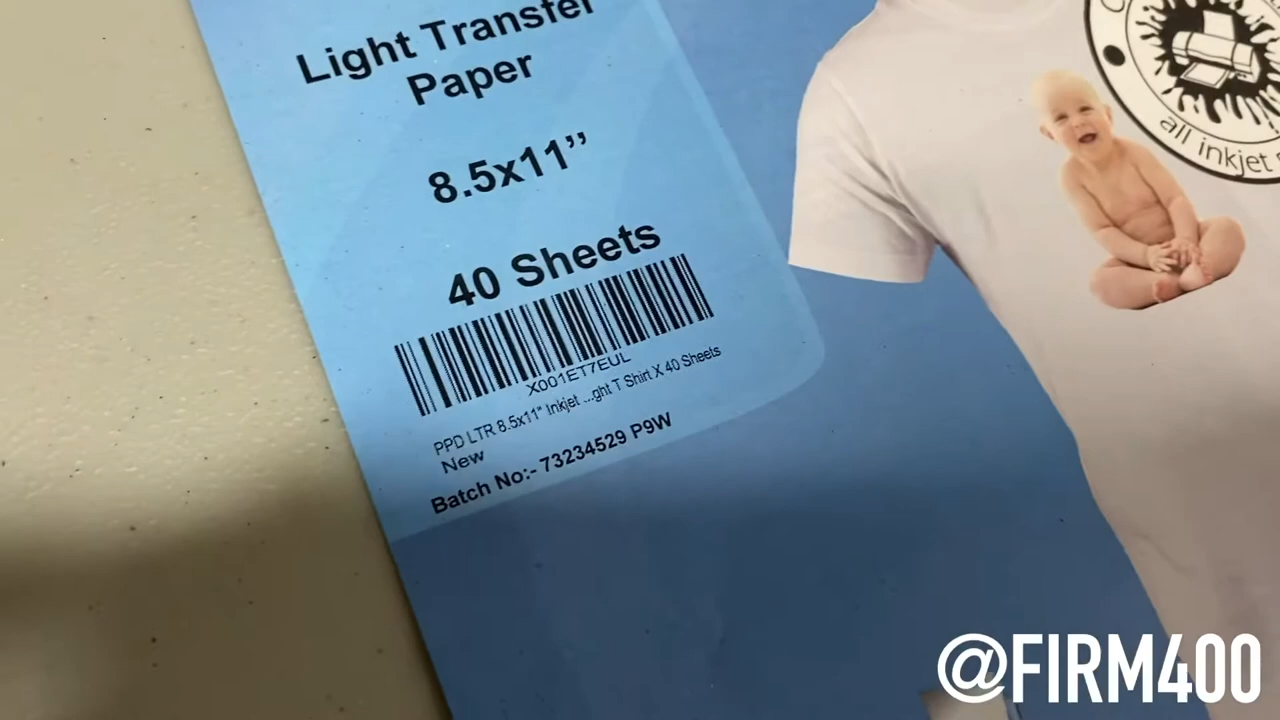 Light Transfer
Paper
8.5x11”
40 Sheets
X001ET7EUL
PPD LTR 8.5x11" Inkjet ...ght T Shirt X 40 Sheets
New
Batch No:- 73234529 P9W
all inkjet
@FIRM400